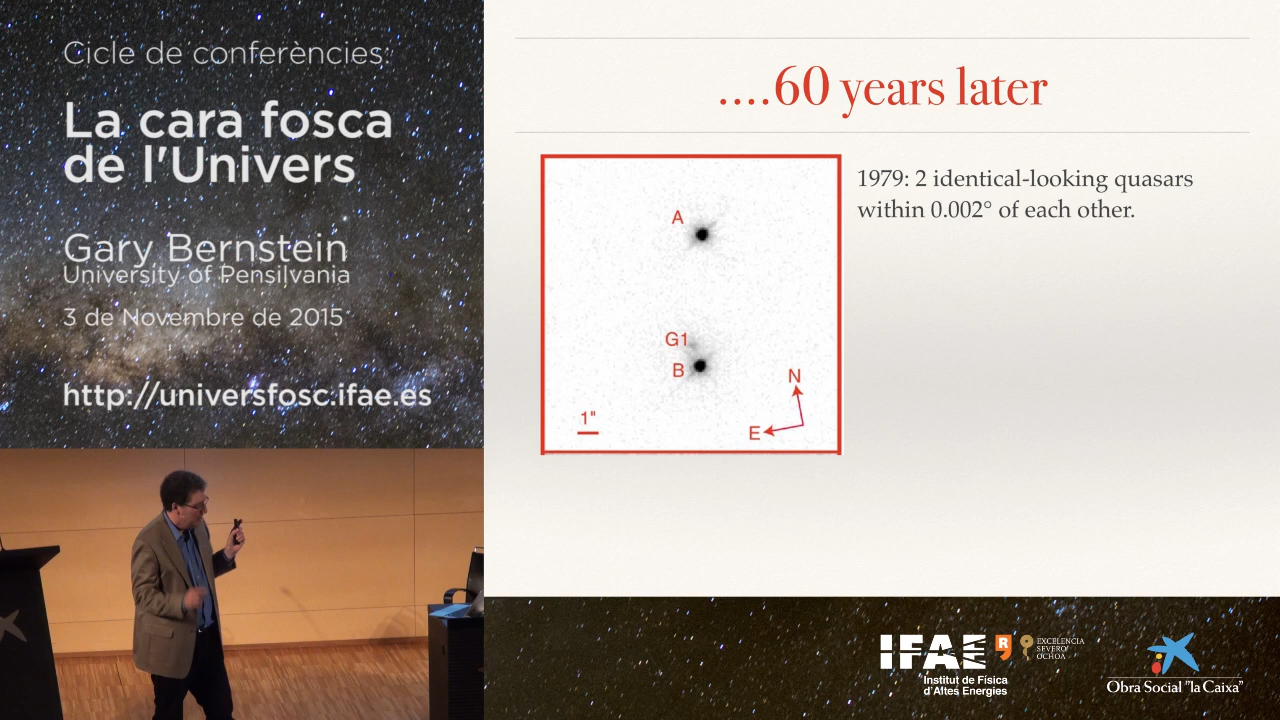 Cicle de conferències:
La cara fosca
de l'Univers
Gary Bernstein
University of Pensilvania
3 de Novembre de 2015
http://universfosc.ifae.es
....60 years later
1979: 2 identical-looking quasars
within 0.002° of each other.
A
G1
B
1"
N
E
IFAE
Institut de Física
d'Altes Energies
EXCELENCIA
SEVERO
OCHOA
Obra Social "la Caixa"